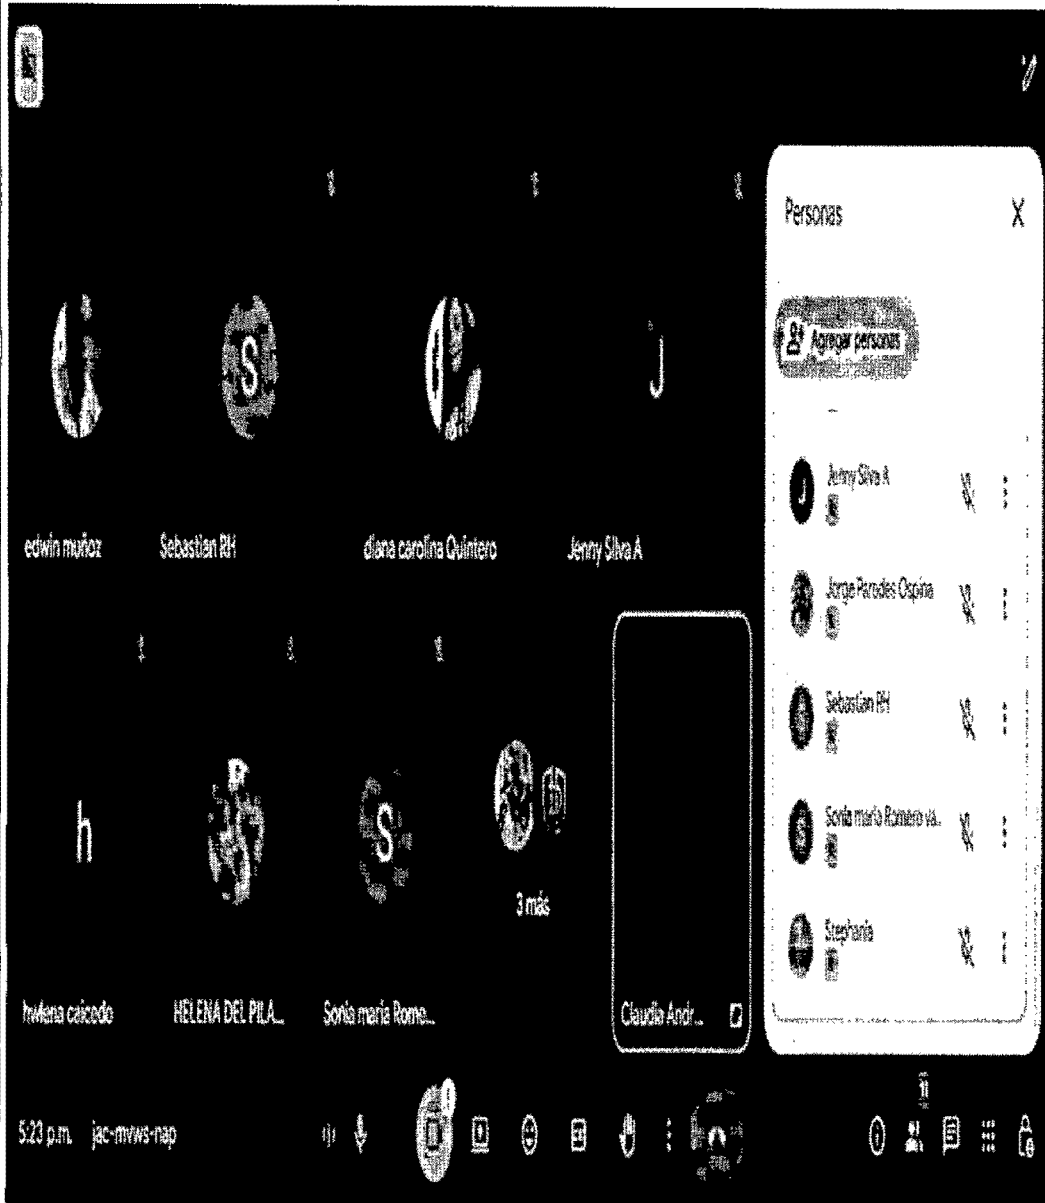 Personas
Agregar personas
edwin muñoz
Sebastian RH
diana carolina Quintero
Jenny Silva A
J
S
Jenny Silva A
Jorge Paredes Ospina
Sebastian RH
Sonia maria Romero va...
Stephania
h
S
3 más
hwlena caicedo
HELENA DEL PILA...
Sonia maria Rome...
Claudia Andr...
5:23 p.m.
jac-mvws-nap
11